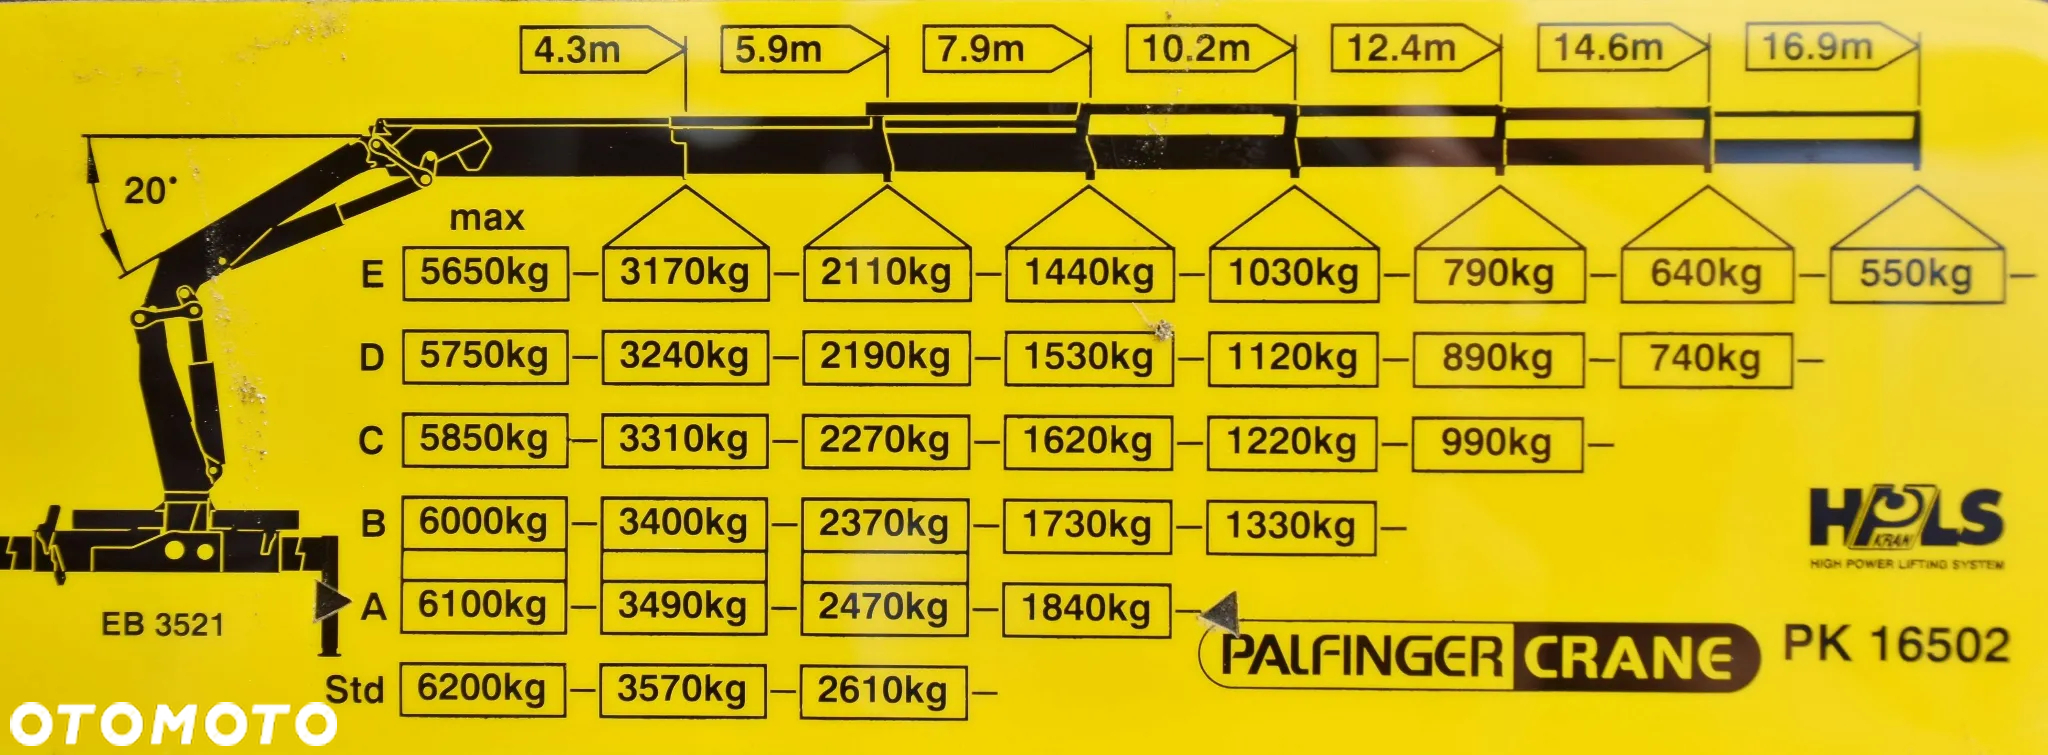 4.3m 5.9m 7.9m 10.2m 12.4m 14.6m 16.9m
20°
max
E 5650kg 3170kg 2110kg 1440kg 1030kg 790kg 640kg 550kg
D 5750kg 3240kg 2190kg 1530kg 1120kg 890kg 740kg
C 5850kg 3310kg 2270kg 1620kg 1220kg 990kg
B 6000kg 3400kg 2370kg 1730kg 1330kg
HPLS
KRAN
HIGH POWER LIFTING SYSTEM
A 6100kg 3490kg 2470kg 1840kg
EB 3521
PALFINGER CRANE PK 16502
Std 6200kg 3570kg 2610kg
OTOMOTO